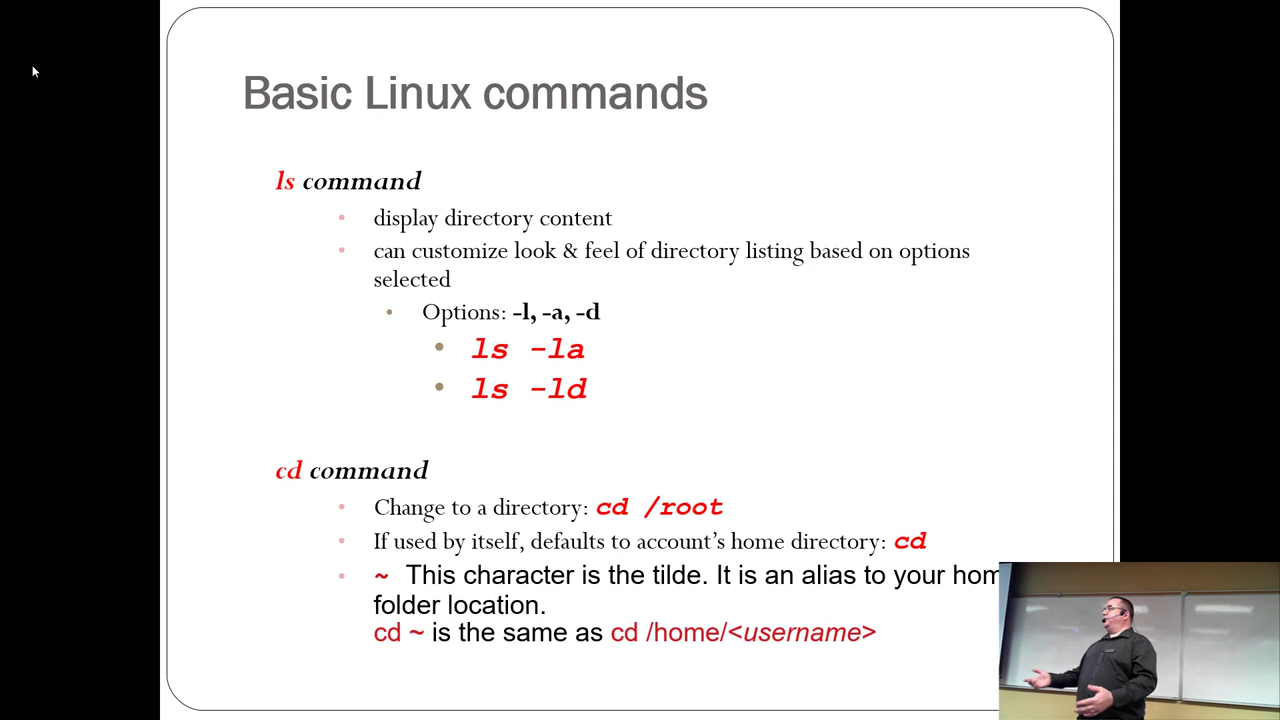 Basic Linux commands
ls command
• display directory content
• can customize look & feel of directory listing based on options
selected
• Options: -l, -a, -d
• ls -la
• ls -ld
cd command
• Change to a directory: cd /root
• If used by itself, defaults to account's home directory: cd
• ~ This character is the tilde. It is an alias to your hom
folder location.
cd ~ is the same as cd /home/<username>